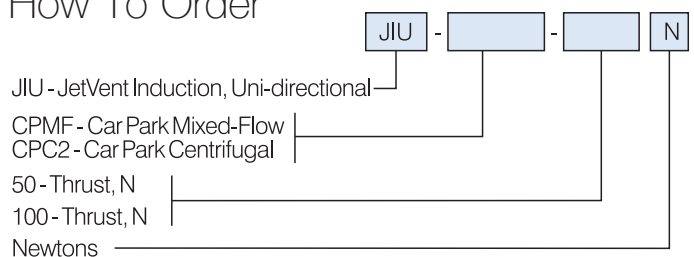 How To Order
JIU - - N
JIU - JetVent Induction, Uni-directional
CPMF - Car Park Mixed-Flow
CPC2 - Car Park Centrifugal
50 - Thrust, N
100 - Thrust, N
Newtons